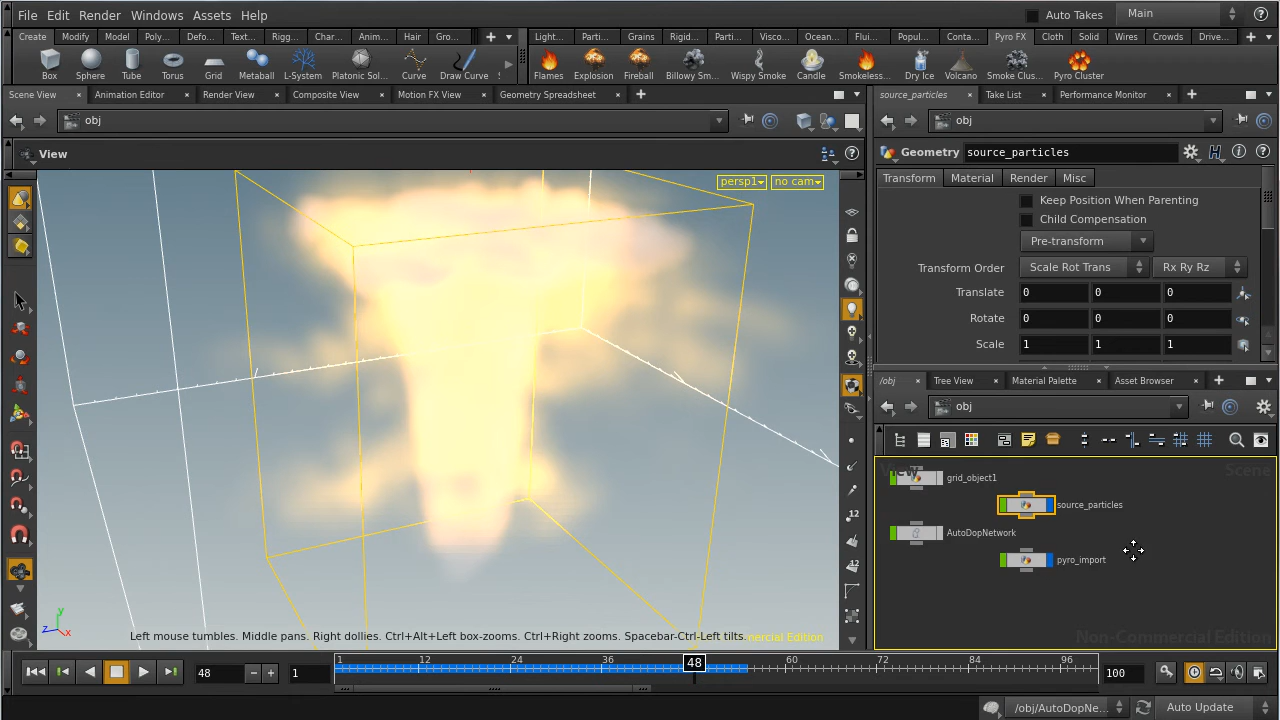 File Edit Render Windows Assets Help
Auto Takes Main
Create Modify Model Poly... Defo... Text... Rigg... Char... Anim... Hair Gro...
Light... Parti... Grains Rigid... Parti... Visco... Ocean... Flui... Popul... Conta... Pyro FX Cloth Solid Wires Crowds Drive...
Box Sphere Tube Torus Grid Metaball L-System Platonic Sol... Curve Draw Curve
Flames Explosion Fireball Billowy Sm... Wispy Smoke Candle Smokeless... Dry Ice Volcano Smoke Clus... Pyro Cluster
Scene View Animation Editor Render View Composite View Motion FX View Geometry Spreadsheet
source_particles Take List Performance Monitor
obj
obj
View
Geometry source_particles
persp1 no cam
Transform Material Render Misc
Keep Position When Parenting
Child Compensation
Pre-transform
Transform Order Scale Rot Trans Rx Ry Rz
Translate 0 0 0
Rotate 0 0 0
Scale 1 1 1
/obj Tree View Material Palette Asset Browser
obj
View Scene
grid_object1
source_particles
AutoDopNetwork
pyro_import
12
12
y
z x
Left mouse tumbles. Middle pans. Right dollies. Ctrl+Alt+Left box-zooms. Ctrl+Right zooms. Spacebar-Ctrl-Left tilts.
Edition
Non-Commercial Edition
48 1
1 12 24 36 48 60 72 84 96
100
/obj/AutoDopNe... Auto Update